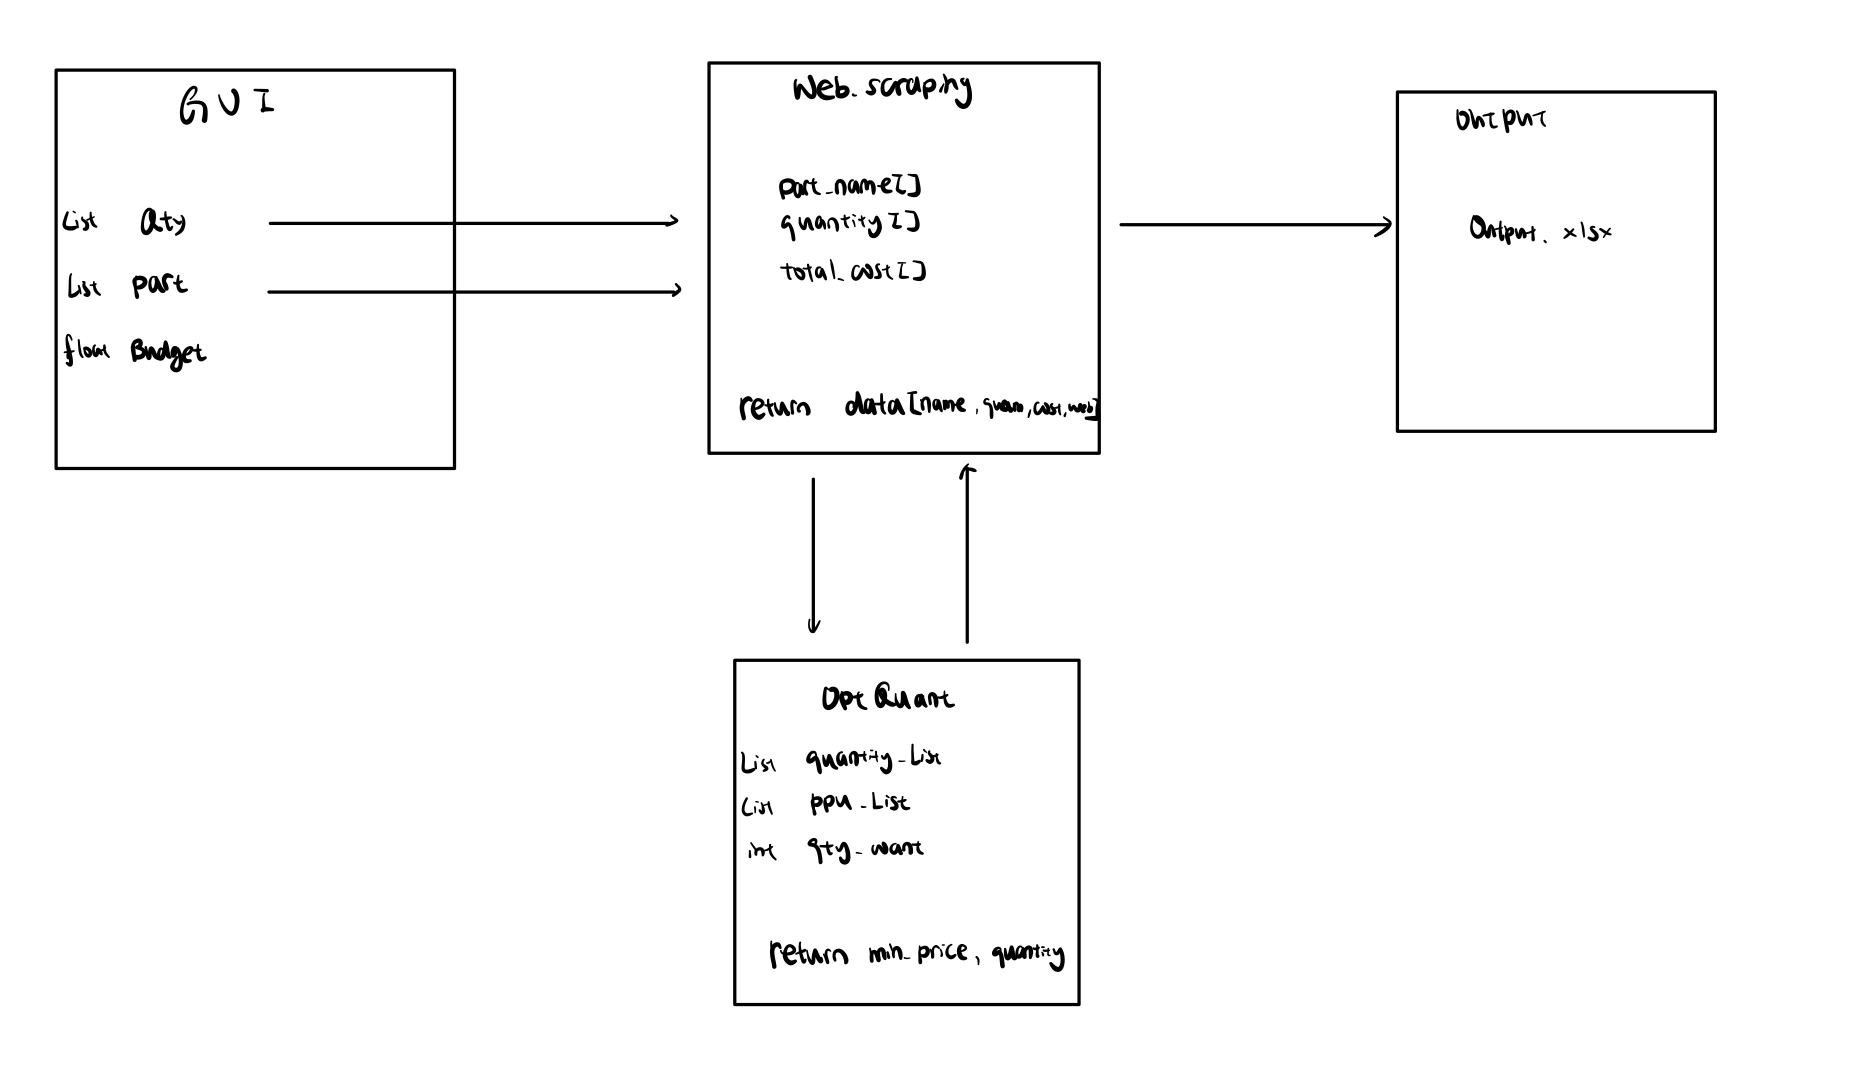 GUI
List Qty
List part
float Budget
Web_scraping
part_name[]
quantity[]
total_cost[]
return data[name, quan, cost, web]
Output
Output.xlsx
OptQuant
List quantity_List
List ppu_List
int qty_want
return min_price, quantity